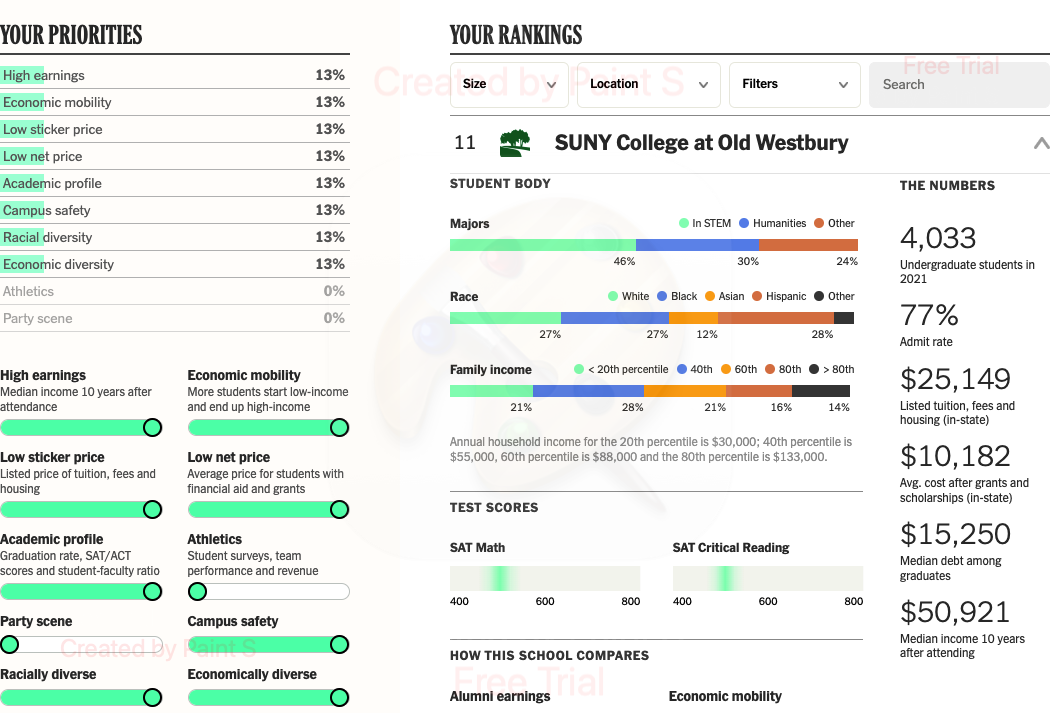 YOUR PRIORITIES
High earnings 13%
Economic mobility 13%
Low sticker price 13%
Low net price 13%
Academic profile 13%
Campus safety 13%
Racial diversity 13%
Economic diversity 13%
Athletics 0%
Party scene 0%
High earnings
Median income 10 years after
attendance
Economic mobility
More students start low-income
and end up high-income
Low sticker price
Listed price of tuition, fees and
housing
Low net price
Average price for students with
financial aid and grants
Academic profile
Graduation rate, SAT/ACT
scores and student-faculty ratio
Athletics
Student surveys, team
performance and revenue
Party scene
Campus safety
Created by Paint S
Racially diverse
Economically diverse
YOUR RANKINGS
Created by Paint S
Free Trial
Size
Location
Filters
Search
11 SUNY College at Old Westbury
STUDENT BODY
Majors
In STEM Humanities Other
46% 30% 24%
Race
White Black Asian Hispanic Other
27% 27% 12% 28%
Family income
< 20th percentile 40th 60th 80th > 80th
21% 28% 21% 16% 14%
Annual household income for the 20th percentile is $30,000; 40th percentile is
$55,000, 60th percentile is $88,000 and the 80th percentile is $133,000.
TEST SCORES
SAT Math
400 600 800
SAT Critical Reading
400 600 800
HOW THIS SCHOOL COMPARES
Free Trial
Alumni earnings
Economic mobility
THE NUMBERS
4,033
Undergraduate students in
2021
77%
Admit rate
$25,149
Listed tuition, fees and
housing (in-state)
$10,182
Avg. cost after grants and
scholarships (in-state)
$15,250
Median debt among
graduates
$50,921
Median income 10 years
after attending